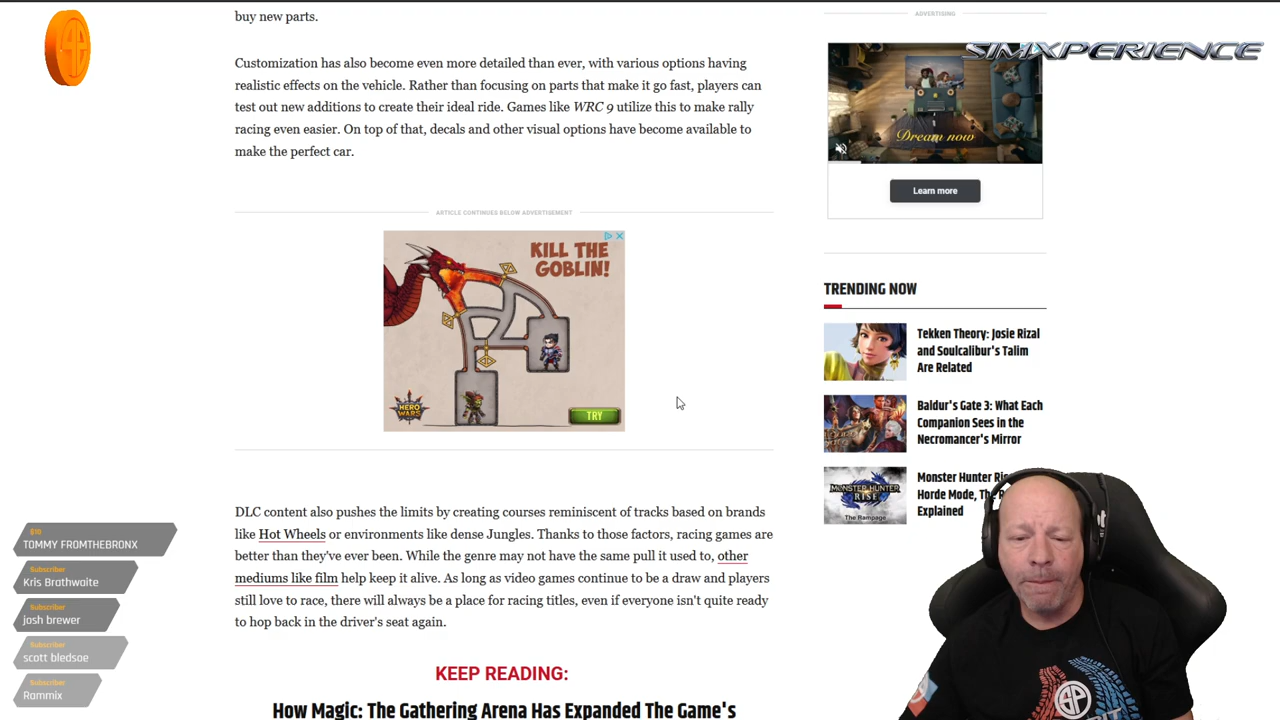 buy new parts.
Customization has also become even more detailed than ever, with various options having
realistic effects on the vehicle. Rather than focusing on parts that make it go fast, players can
test out new additions to create their ideal ride. Games like WRC 9 utilize this to make rally
racing even easier. On top of that, decals and other visual options have become available to
make the perfect car.
ARTICLE CONTINUES BELOW ADVERTISEMENT
KILL THE
GOBLIN!
HERO
WARS
TRY
DLC content also pushes the limits by creating courses reminiscent of tracks based on brands
like Hot Wheels or environments like dense Jungles. Thanks to those factors, racing games are
better than they've ever been. While the genre may not have the same pull it used to, other
mediums like film help keep it alive. As long as video games continue to be a draw and players
still love to race, there will always be a place for racing titles, even if everyone isn't quite ready
to hop back in the driver's seat again.
KEEP READING:
How Magic: The Gathering Arena Has Expanded The Game's
ADVERTISING
SIMXPERIENCE
Dream now
Learn more
TRENDING NOW
Tekken Theory: Josie Rizal
and Soulcalibur's Talim
Are Related
Baldur's Gate 3: What Each
Companion Sees in the
Necromancer's Mirror
MONSTER HUNTER
RISE
The Rampage
Monster Hunter
Horde Mode,
Explained
$10
TOMMY FROMTHEBRONX
Subscriber
Kris Brathwaite
Subscriber
josh brewer
Subscriber
scott bledsoe
Subscriber
Rammix
SP